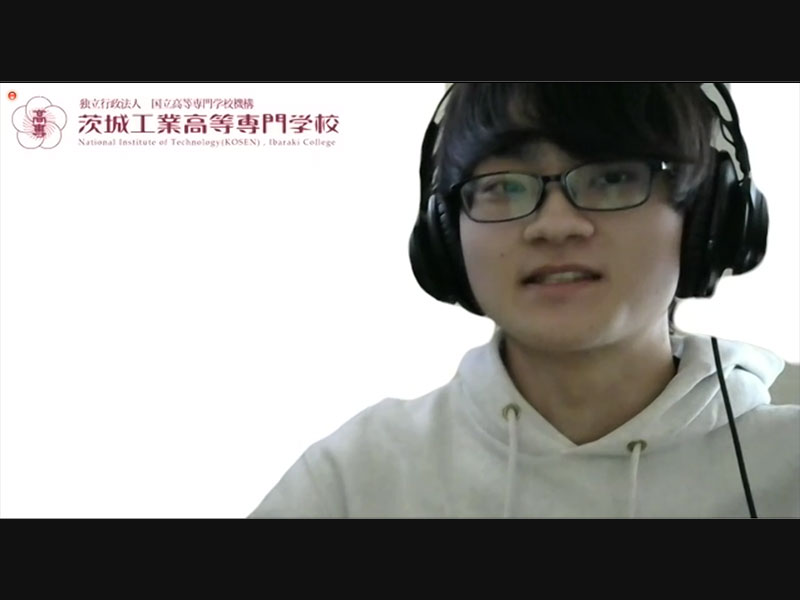 高専
独立行政法人 国立高等専門学校機構
茨城工業高等専門学校
National Institute of Technology(KOSEN) , Ibaraki College